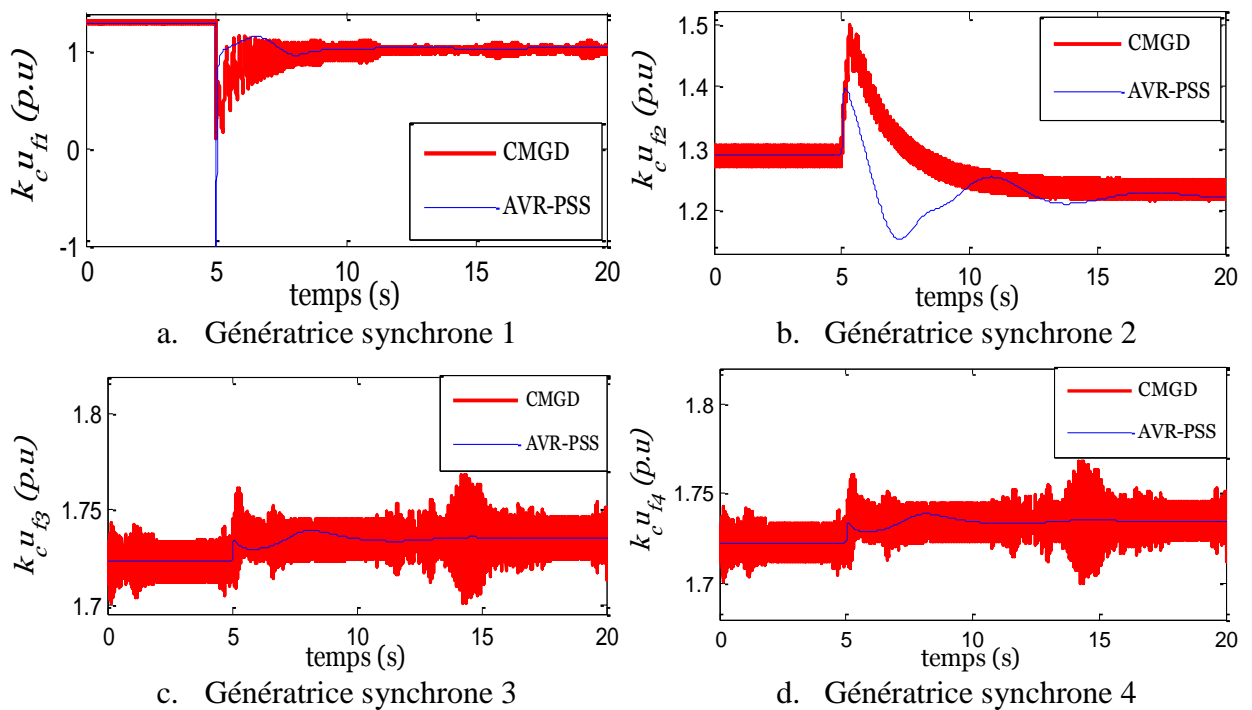 k_c u_f1 (p.u)
1
0
-1
0 5 10 15 20
temps (s)
CMGD
AVR-PSS
a. Génératrice synchrone 1
k_c u_f2 (p.u)
1.5
1.4
1.3
1.2
0 5 10 15 20
temps (s)
CMGD
AVR-PSS
b. Génératrice synchrone 2
k_c u_f3 (p.u)
1.8
1.75
1.7
0 5 10 15 20
temps (s)
CMGD
AVR-PSS
c. Génératrice synchrone 3
k_c u_f4 (p.u)
1.8
1.75
1.7
0 5 10 15 20
temps (s)
CMGD
AVR-PSS
d. Génératrice synchrone 4